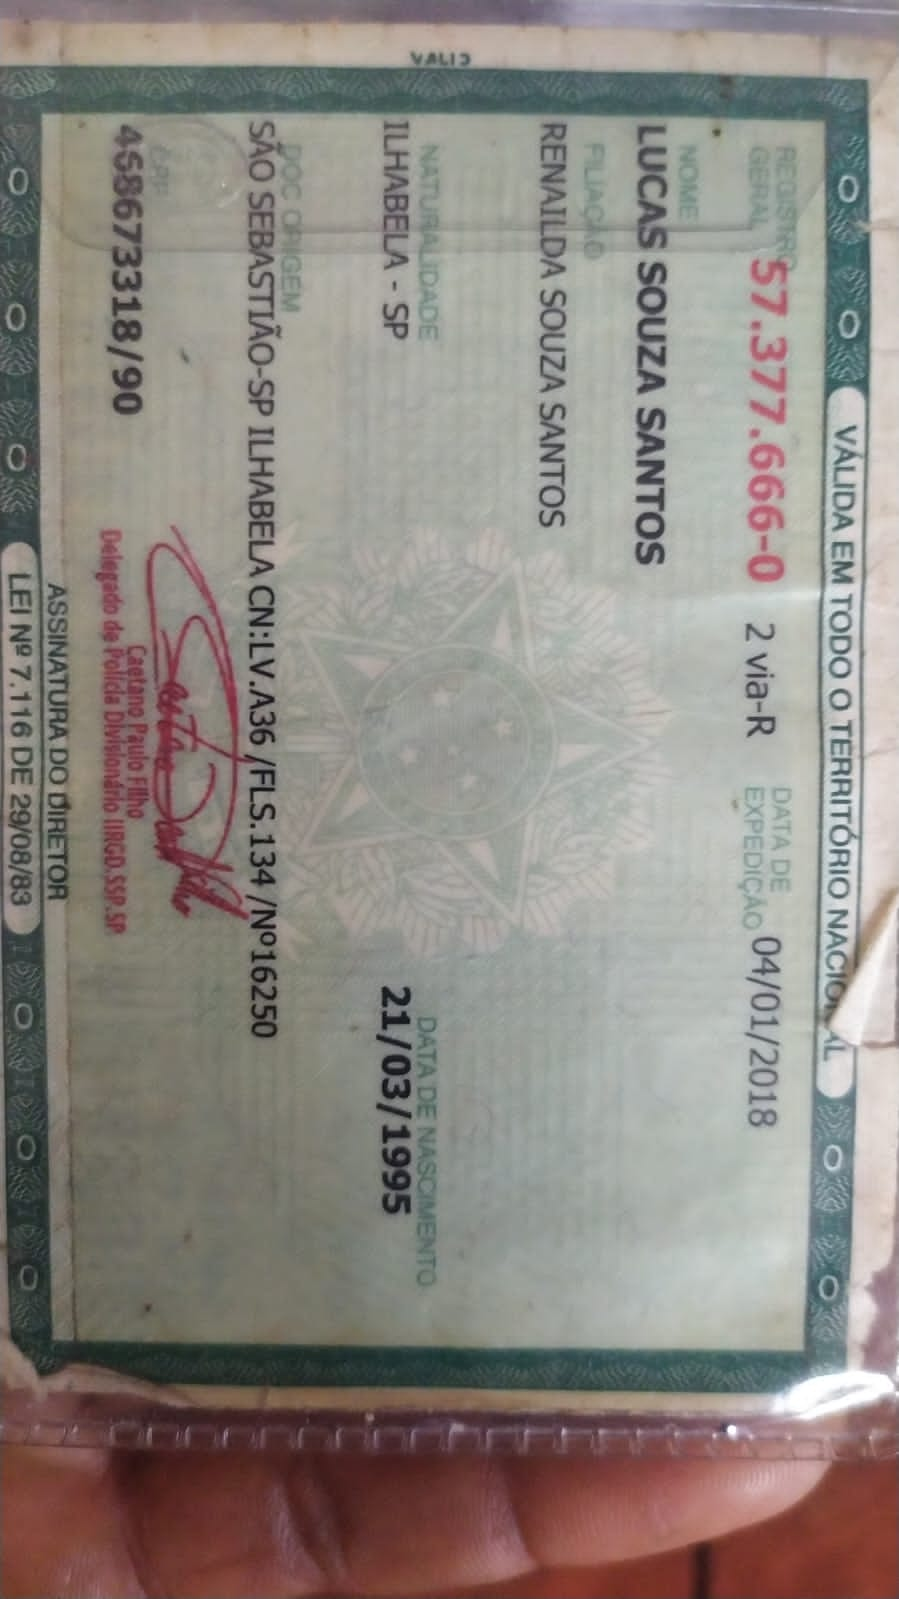 VALID
VÁLIDA EM TODO O TERRITÓRIO NACIONAL
REGISTRO GERAL 57.377.666-0 2 via-R DATA DE EXPEDIÇÃO 04/01/2018
NOME
LUCAS SOUZA SANTOS
FILIAÇÃO
RENAILDA SOUZA SANTOS
NATURALIDADE DATA DE NASCIMENTO
ILHABELA - SP 21/03/1995
DOC ORIGEM
SÃO SEBASTIÃO-SP ILHABELA CN:LV.A36 /FLS.134 /Nº16250
CPF
458673318/90
Caetano Paulo Filho
Delegado de Polícia Divisionário IIRGD.SSP.SP
ASSINATURA DO DIRETOR
LEI Nº 7.116 DE 29/08/83